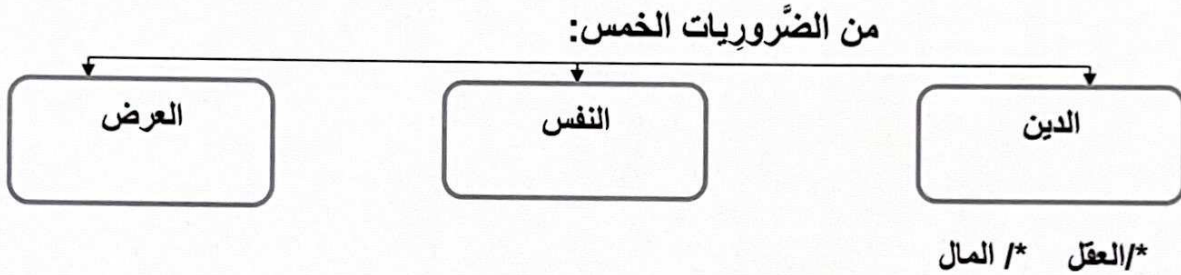 من الضَّرورِيات الخمس:
الدين
النفس
العرض
*/العقل */ المال